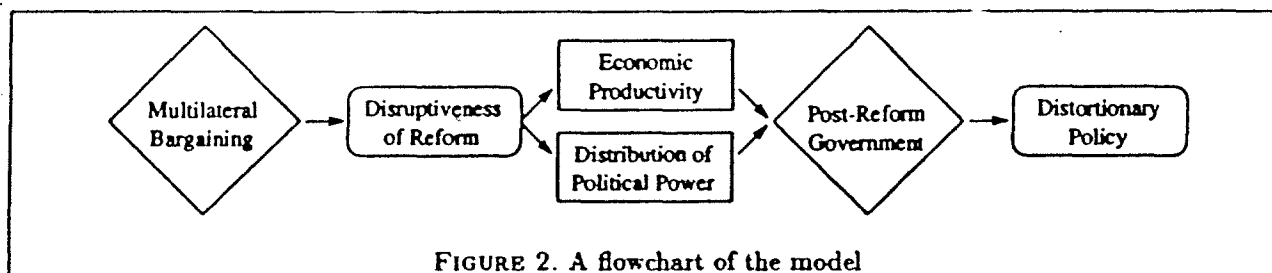 Multilateral
Bargaining
Disruptiveness
of Reform
Economic
Productivity
Distribution of
Political Power
Post-Reform
Government
Distortionary
Policy
FIGURE 2. A flowchart of the model